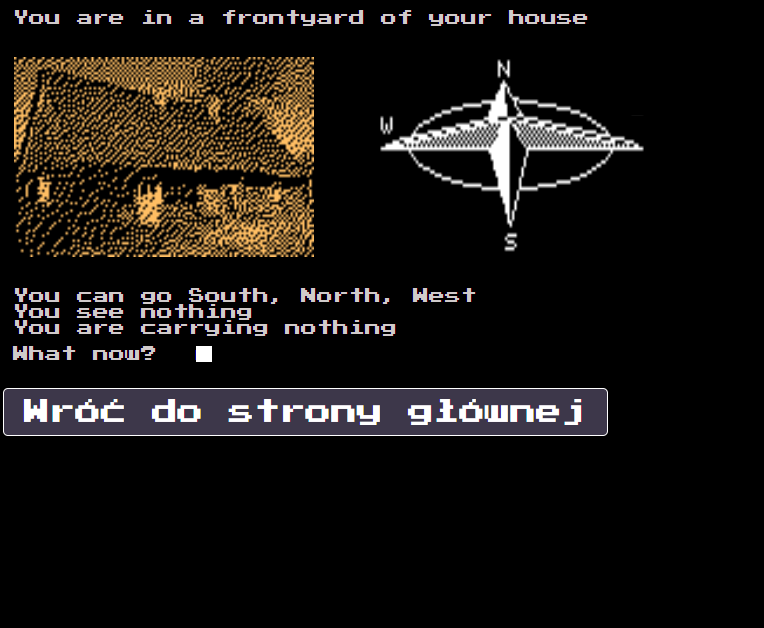 You are in a frontyard of your house
N
W
S
You can go South, North, West
You see nothing
You are carrying nothing
What now?
Wróć do strony głównej